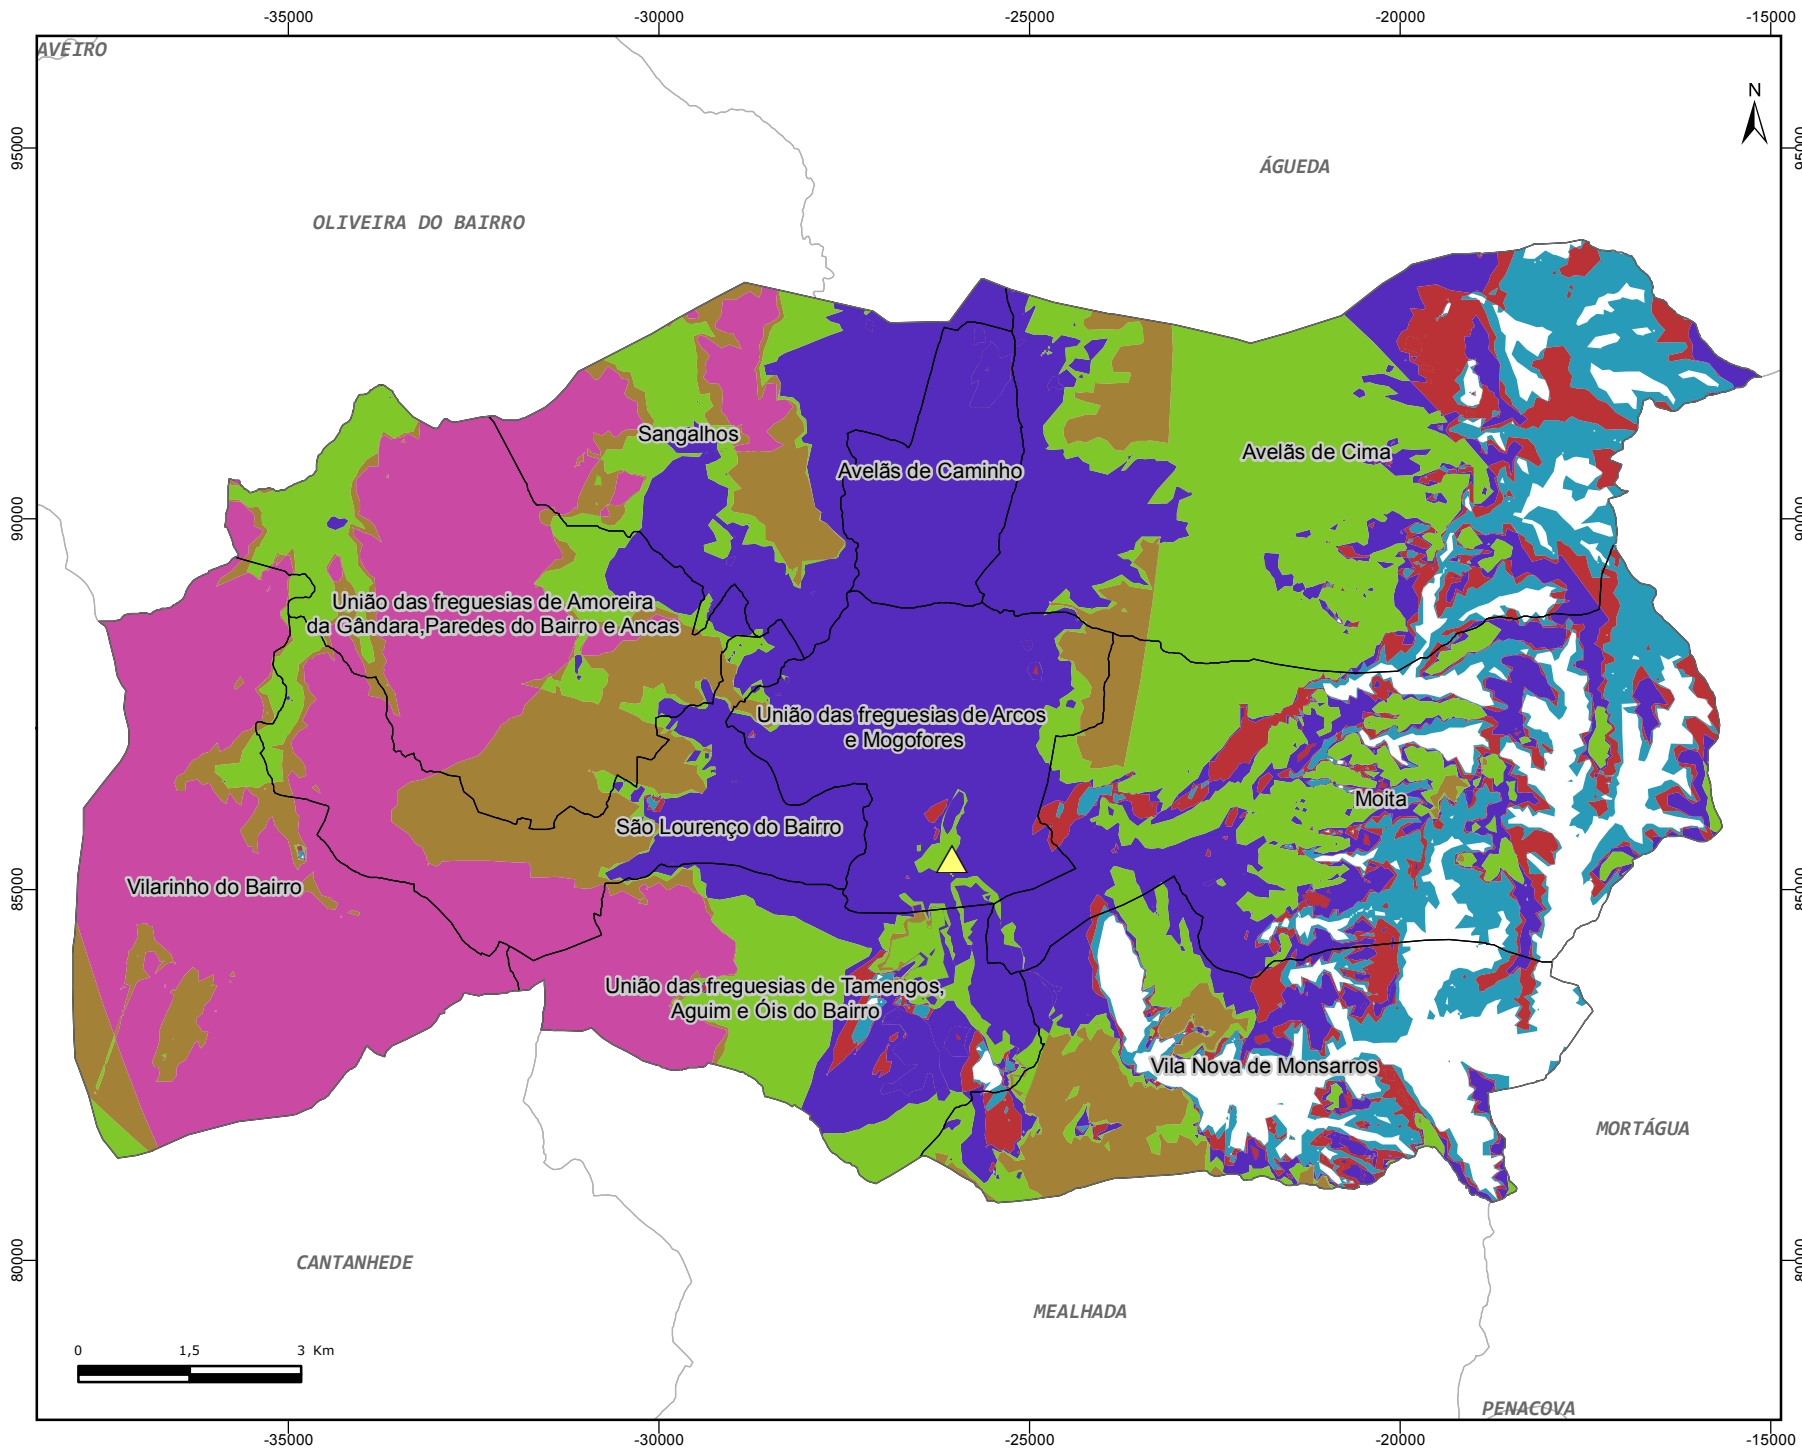 -35000 -30000 -25000 -20000 -15000
AVEIRO
N
95000 95000
ÁGUEDA
OLIVEIRA DO BAIRRO
Sangalhos
Avelãs de Cima
Avelãs de Caminho
90000 90000
União das freguesias de Amoreira
da Gândara,Paredes do Bairro e Ancas
União das freguesias de Arcos
e Mogofores
Moita
São Lourenço do Bairro
Vilarinho do Bairro
85000 85000
União das freguesias de Tamengos,
Aguim e Óis do Bairro
Vila Nova de Monsarros
MORTÁGUA
80000 80000
CANTANHEDE
MEALHADA
0 1,5 3 Km
PENACOVA
-35000 -30000 -25000 -20000 -15000